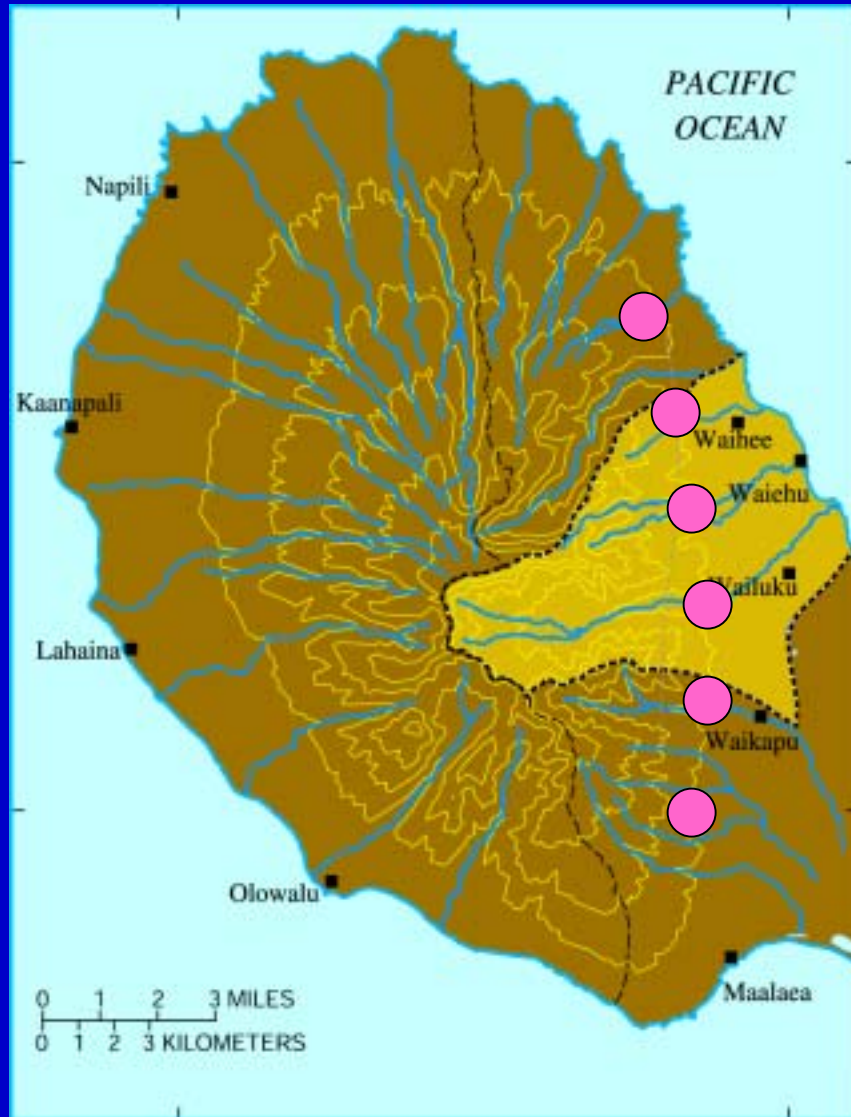 PACIFIC
OCEAN
Napili
Kaanapali
Waihee
Waiehu
Wailuku
Lahaina
Waikapu
Olowalu
Maalaea
0 1 2 3 MILES
0 1 2 3 KILOMETERS